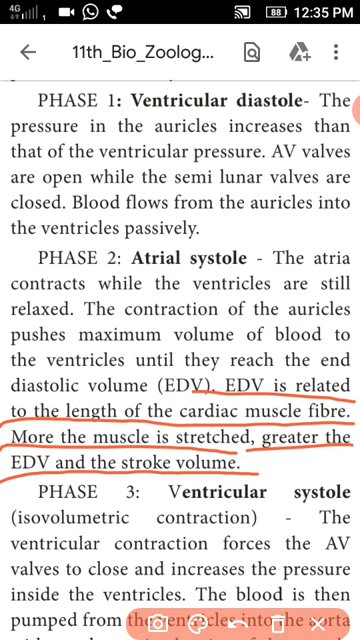 4G
88
12:35 PM
11th_Bio_Zoolog...
PHASE 1: Ventricular diastole- The
pressure in the auricles increases than
that of the ventricular pressure. AV valves
are open while the semi lunar valves are
closed. Blood flows from the auricles into
the ventricles passively.
PHASE 2: Atrial systole - The atria
contracts while the ventricles are still
relaxed. The contraction of the auricles
pushes maximum volume of blood to
the ventricles until they reach the end
diastolic volume (EDV). EDV is related
to the length of the cardiac muscle fibre.
More the muscle is stretched, greater the
EDV and the stroke volume.
PHASE 3: Ventricular systole
(isovolumetric contraction) - The
ventricular contraction forces the AV
valves to close and increases the pressure
inside the ventricles. The blood is then
pumped from the ventricles into the aorta